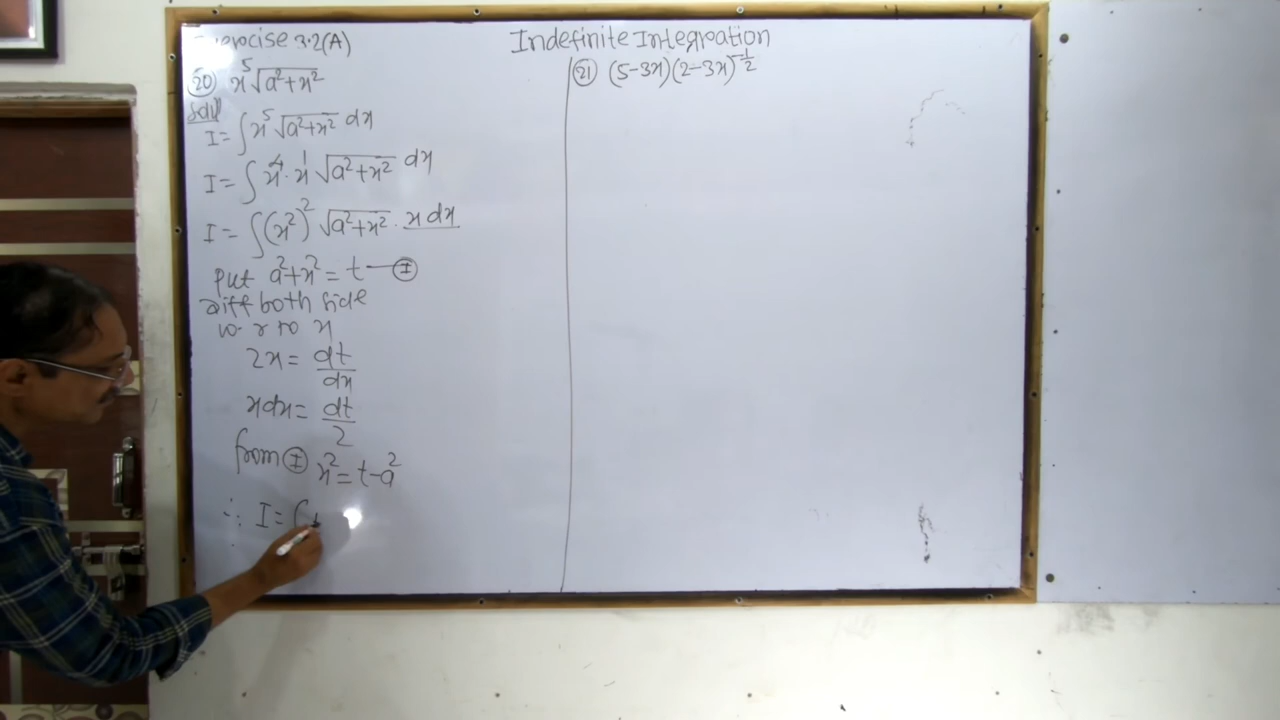 Exercise 3.2(A)
Indefinite Integration
(20) x⁵√a²+x²
Solⁿ
I = ∫x⁵√a²+x² dx
I = ∫x⁴·x¹√a²+x² dx
I = ∫(x²)²√a²+x² · x dx
put a²+x² = t — (I)
Diff both side
w.r to x
2x = dt/dx
xdx = dt/2
from (I) x² = t-a²
∴ I = ∫
(21) (5-3x)(2-3x)^-1/2